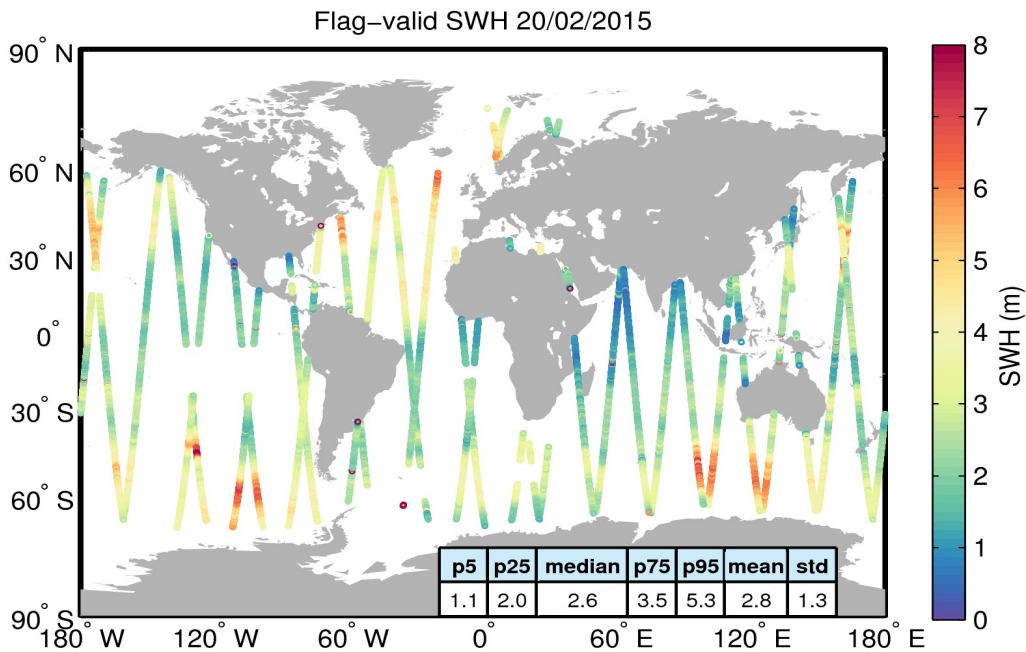 Flag−valid SWH 20/02/2015
90° N
60° N
30° N
0°
30° S
60° S
90° S
180° W
120° W
60° W
0°
60° E
120° E
180° E
p5 p25 median p75 p95 mean std
1.1 2.0 2.6 3.5 5.3 2.8 1.3
8
7
6
5
4
3
2
1
0
SWH (m)